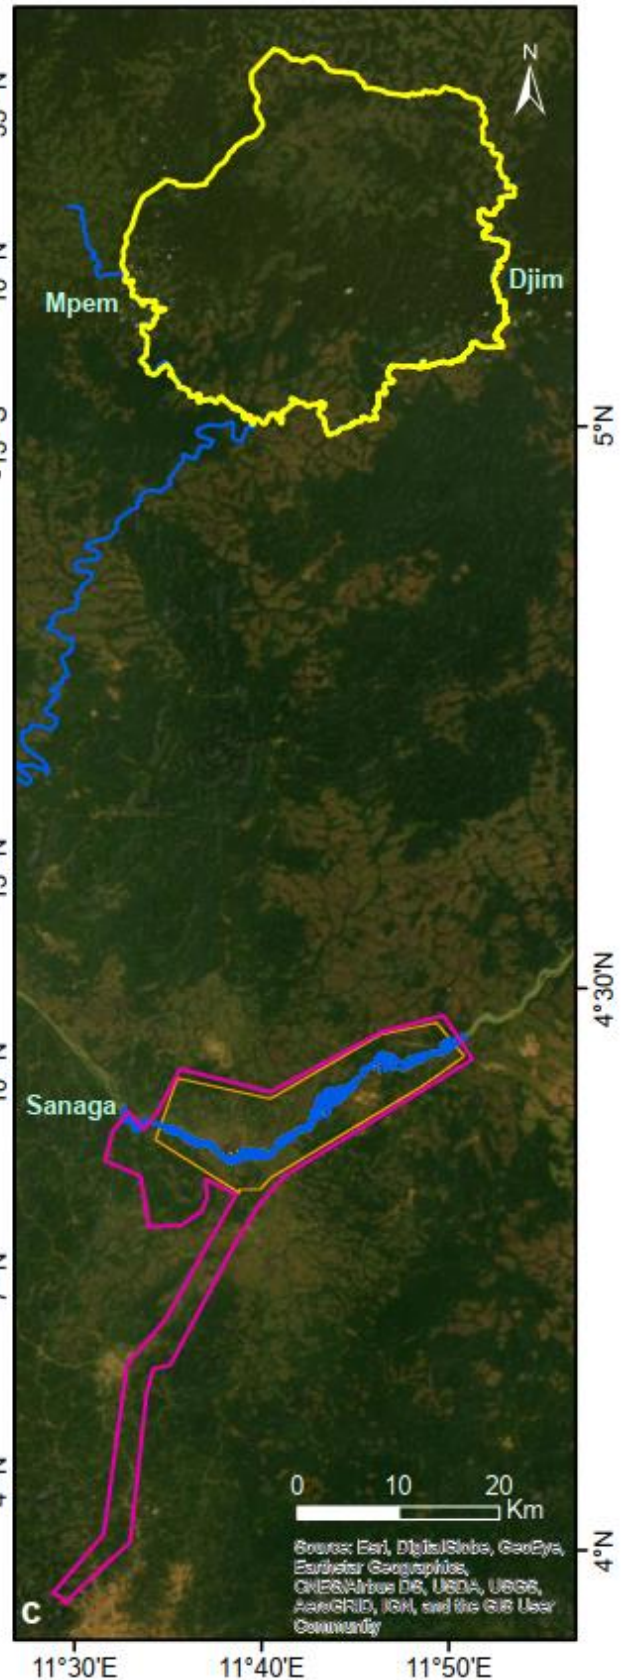 N
Mpem
Djim
5°N
4°30'N
Sanaga
4°N
0 10 20
Km
Source: Esri, DigitalGlobe, GeoEye,
Earthstar Geographics,
CNES/Airbus DS, USDA, USGS,
AeroGRID, IGN, and the GIS User
Community
C
11°30'E 11°40'E 11°50'E